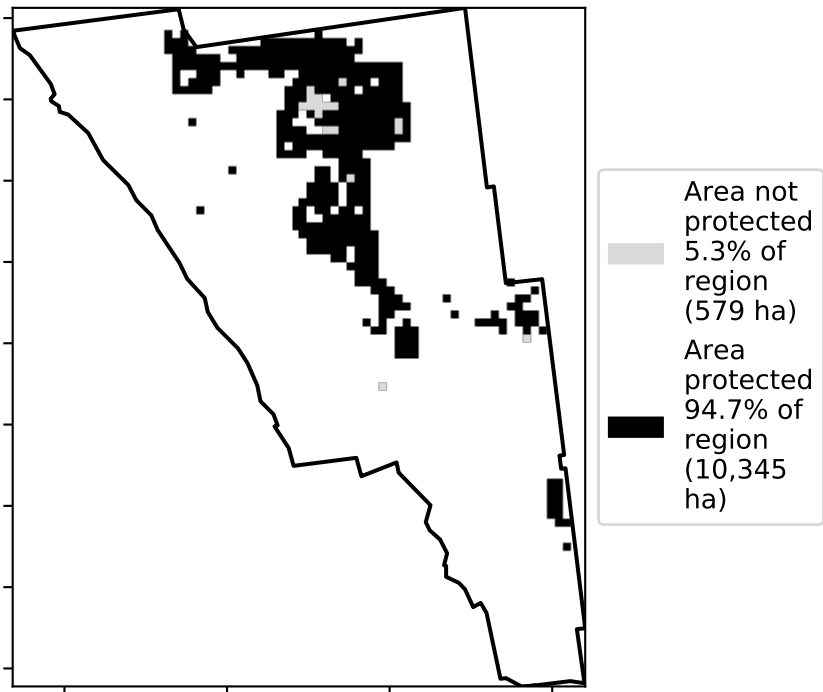 Area not
protected
5.3% of
region
(579 ha)
Area
protected
94.7% of
region
(10,345
ha)